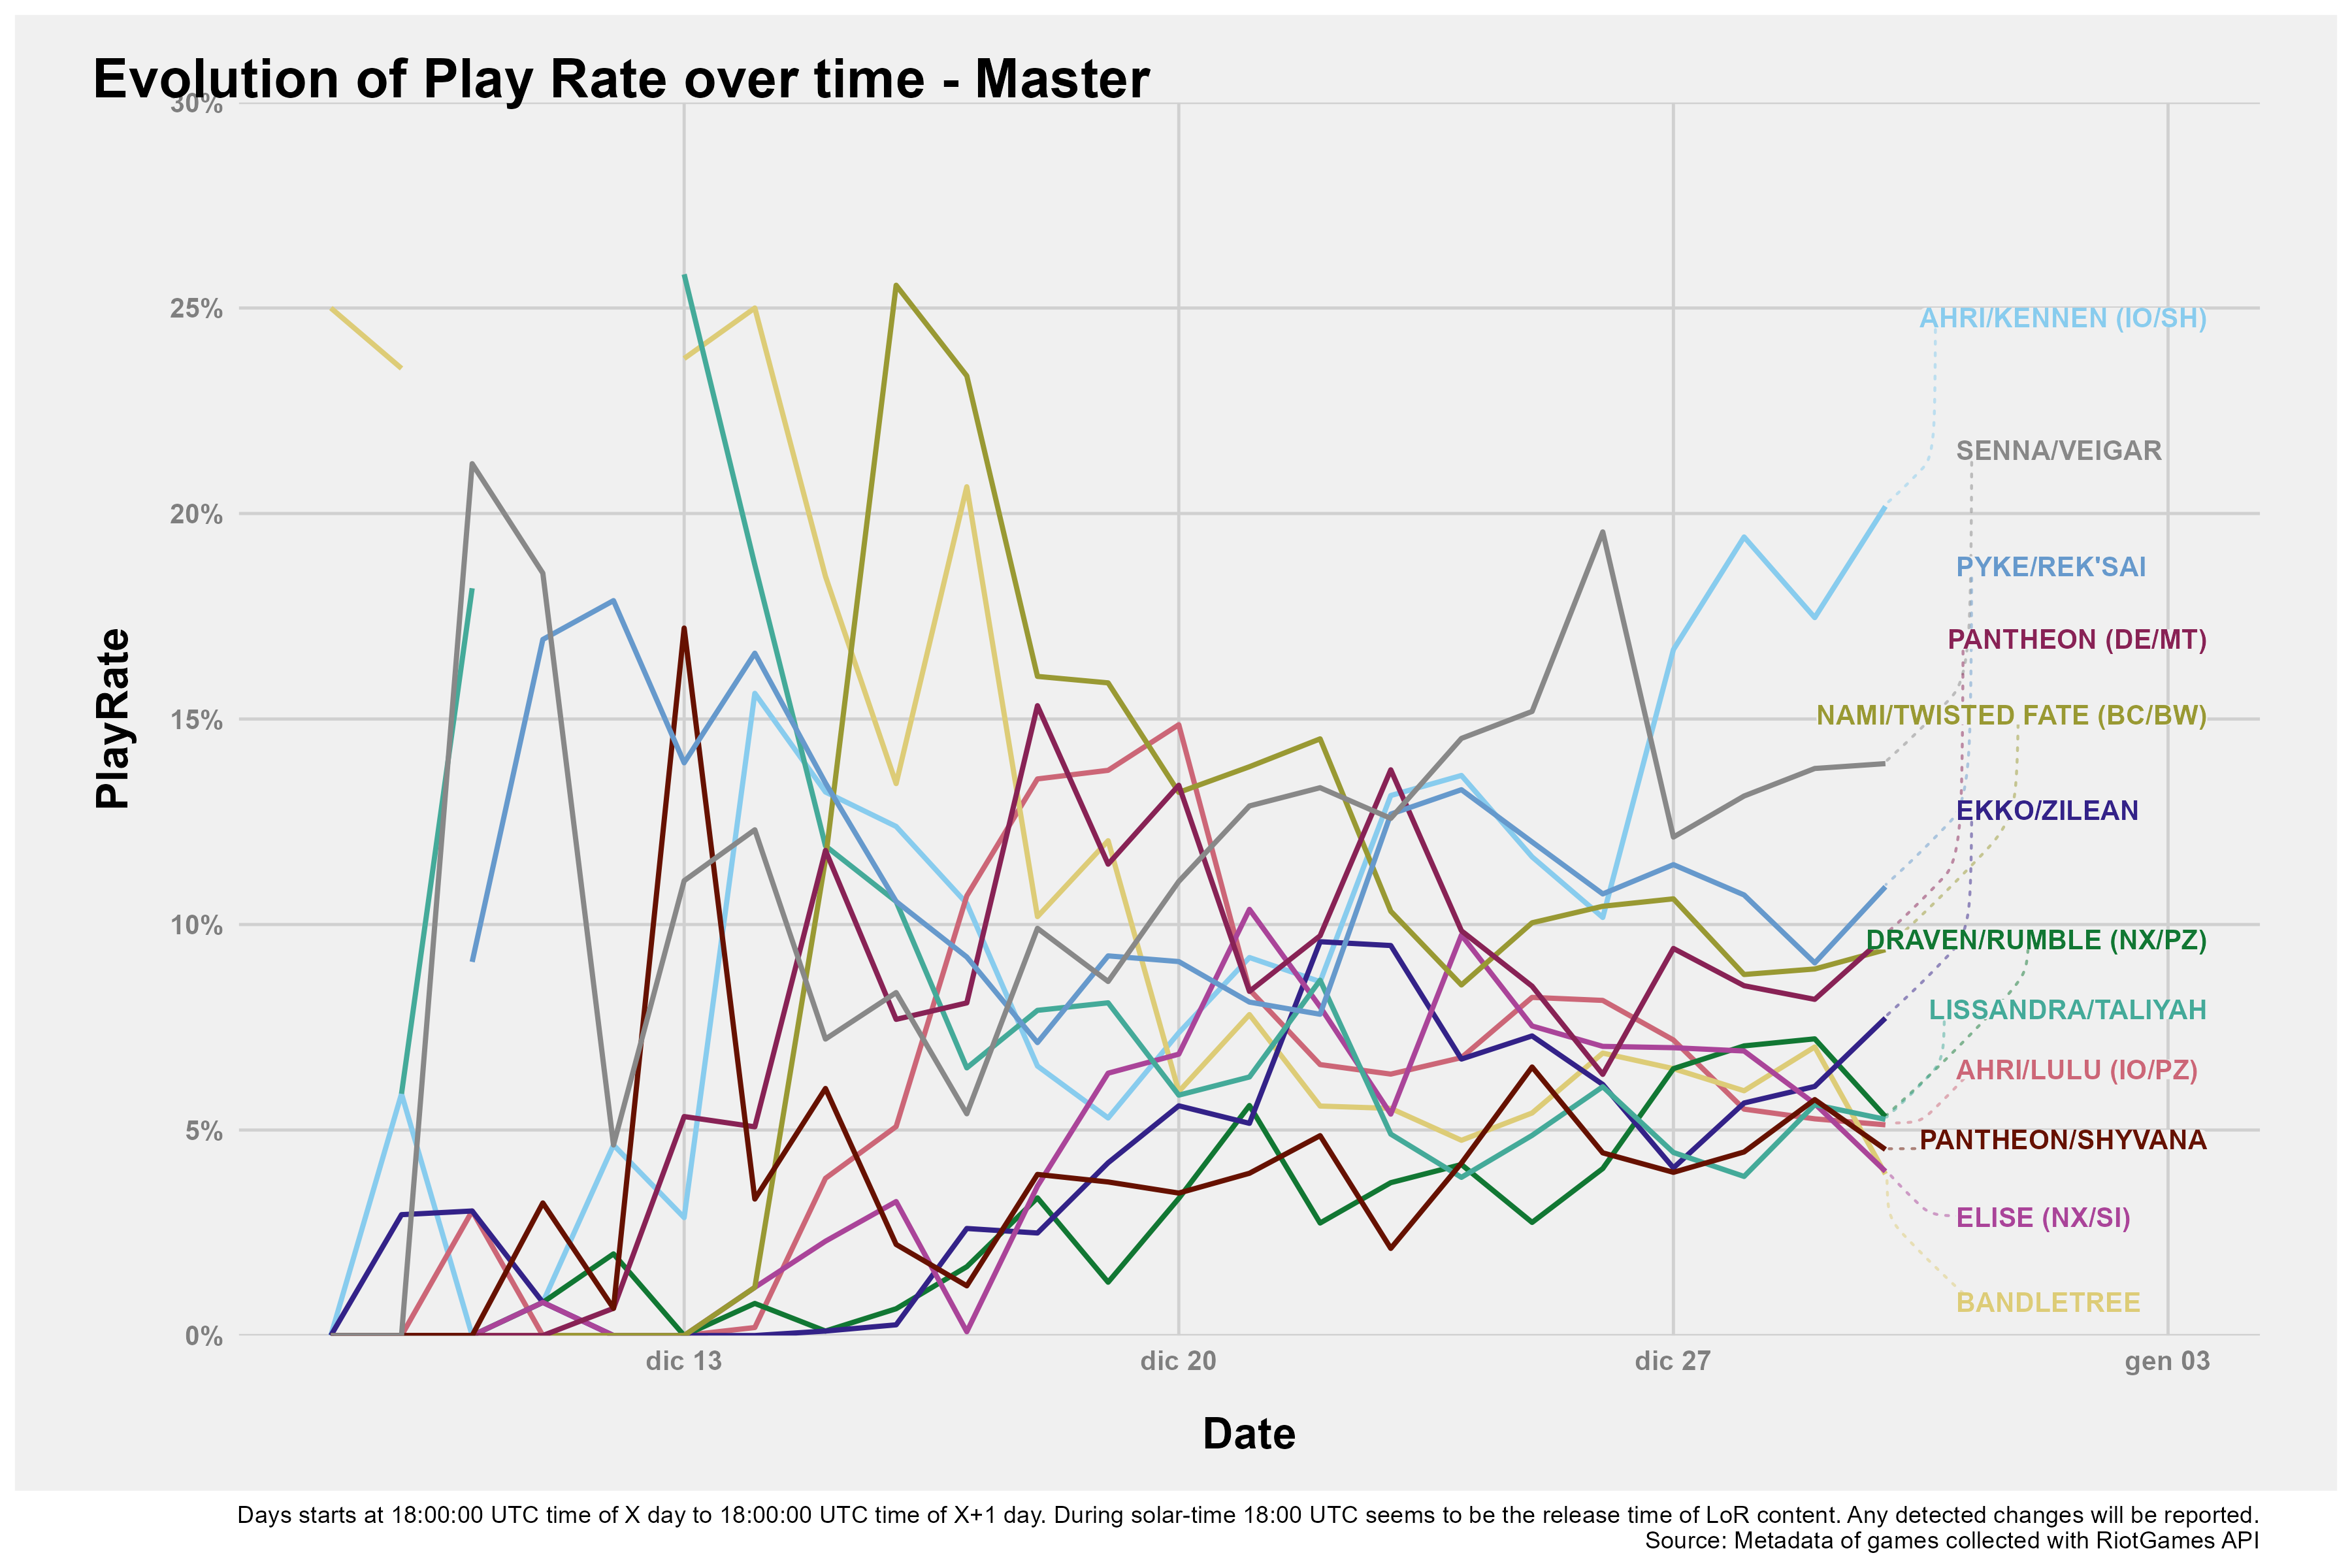 Evolution of Play Rate over time - Master
30%
25%
20%
15%
10%
5%
0%
PlayRate
AHRI/KENNEN (IO/SH)
SENNA/VEIGAR
PYKE/REK'SAI
PANTHEON (DE/MT)
NAMI/TWISTED FATE (BC/BW)
EKKO/ZILEAN
DRAVEN/RUMBLE (NX/PZ)
LISSANDRA/TALIYAH
AHRI/LULU (IO/PZ)
PANTHEON/SHYVANA
ELISE (NX/SI)
BANDLETREE
dic 13
dic 20
dic 27
gen 03
Date
Days starts at 18:00:00 UTC time of X day to 18:00:00 UTC time of X+1 day. During solar-time 18:00 UTC seems to be the release time of LoR content. Any detected changes will be reported.
Source: Metadata of games collected with RiotGames API